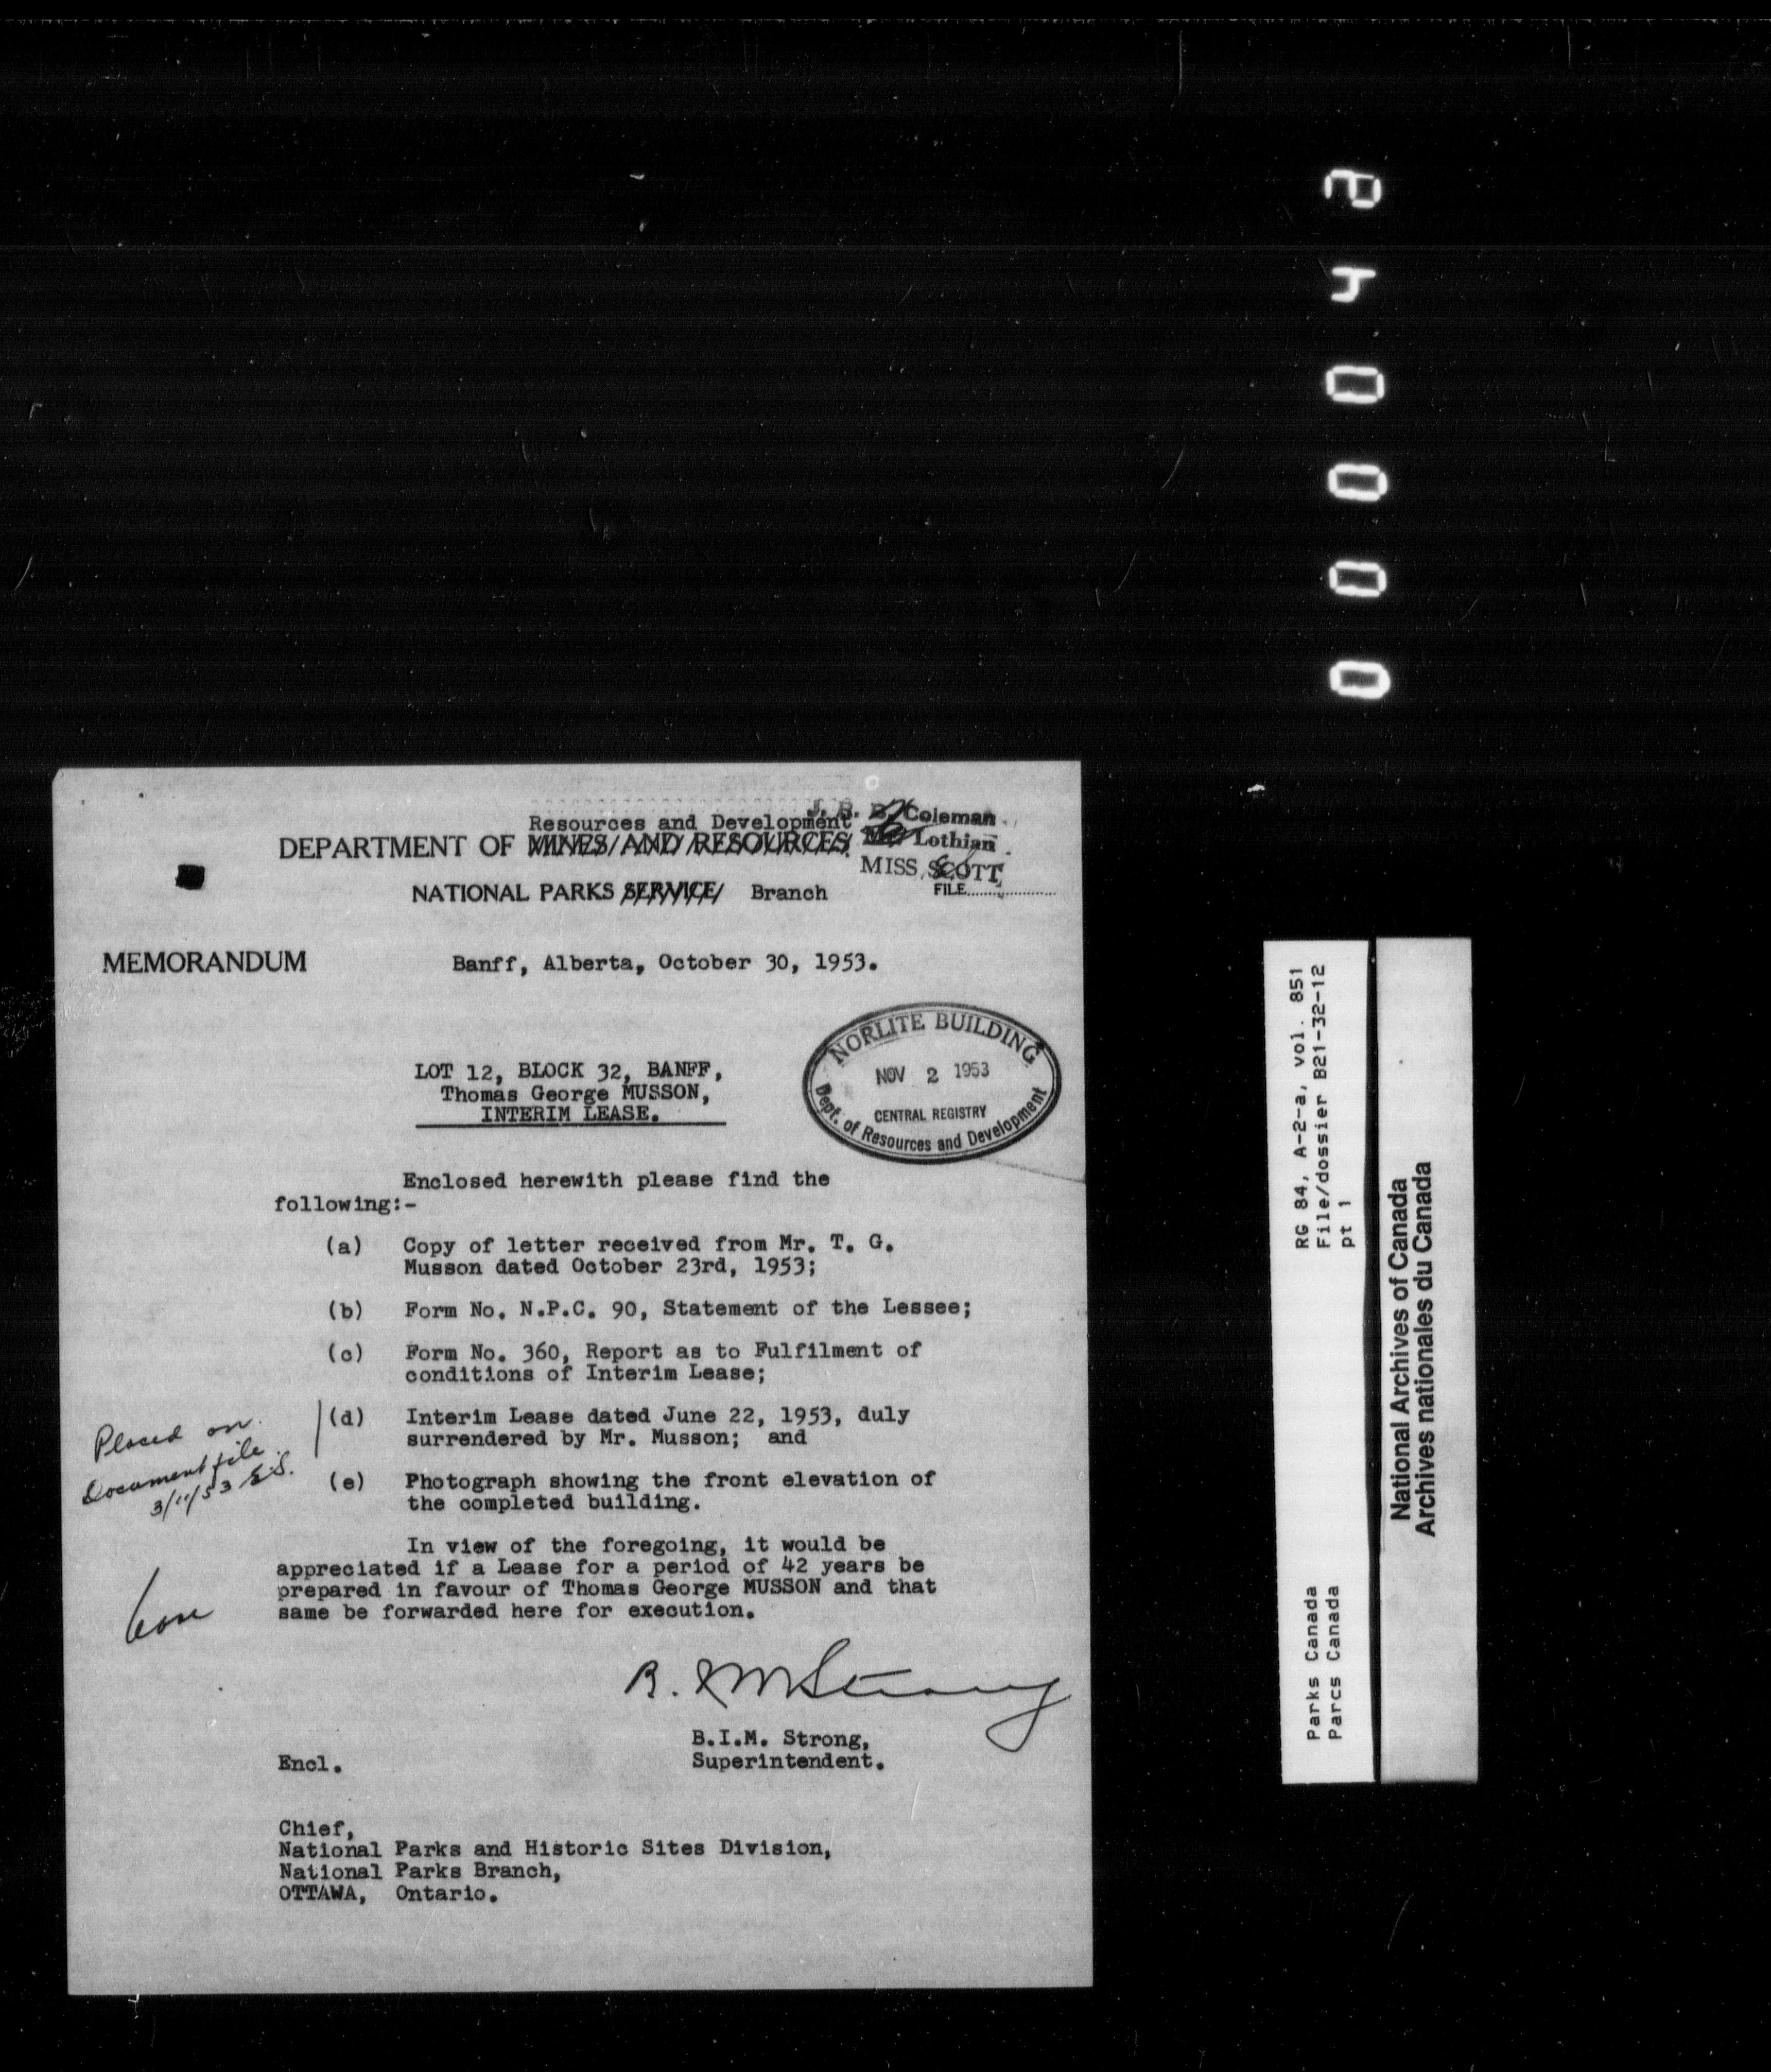 J. B. B. Coleman
Resources and Development
DEPARTMENT OF MINES AND RESOURCES
Mr. Lothian
MISS SCOTT
NATIONAL PARKS SERVICE Branch
FILE
MEMORANDUM
Banff, Alberta, October 30, 1953.
NORLITE BUILDING
NOV 2 1953
CENTRAL REGISTRY
Dept. of Resources and Development
LOT 12, BLOCK 32, BANFF,
Thomas George MUSSON,
INTERIM LEASE.
Enclosed herewith please find the
following:-
(a) Copy of letter received from Mr. T. G.
Musson dated October 23rd, 1953;
(b) Form No. N.P.C. 90, Statement of the Lessee;
(c) Form No. 360, Report as to Fulfilment of
conditions of Interim Lease;
(d) Interim Lease dated June 22, 1953, duly
surrendered by Mr. Musson; and
Placed on
Document file
3/11/53 E.S.
(e) Photograph showing the front elevation of
the completed building.
In view of the foregoing, it would be
appreciated if a Lease for a period of 42 years be
prepared in favour of Thomas George MUSSON and that
same be forwarded here for execution.
B.I.M. Strong,
Superintendent.
Encl.
Chief,
National Parks and Historic Sites Division,
National Parks Branch,
OTTAWA, Ontario.
RG 84, A-2-a, vol. 851
File/dossier B21-32-12
pt 1
Parks Canada
Parcs Canada
National Archives of Canada
Archives nationales du Canada